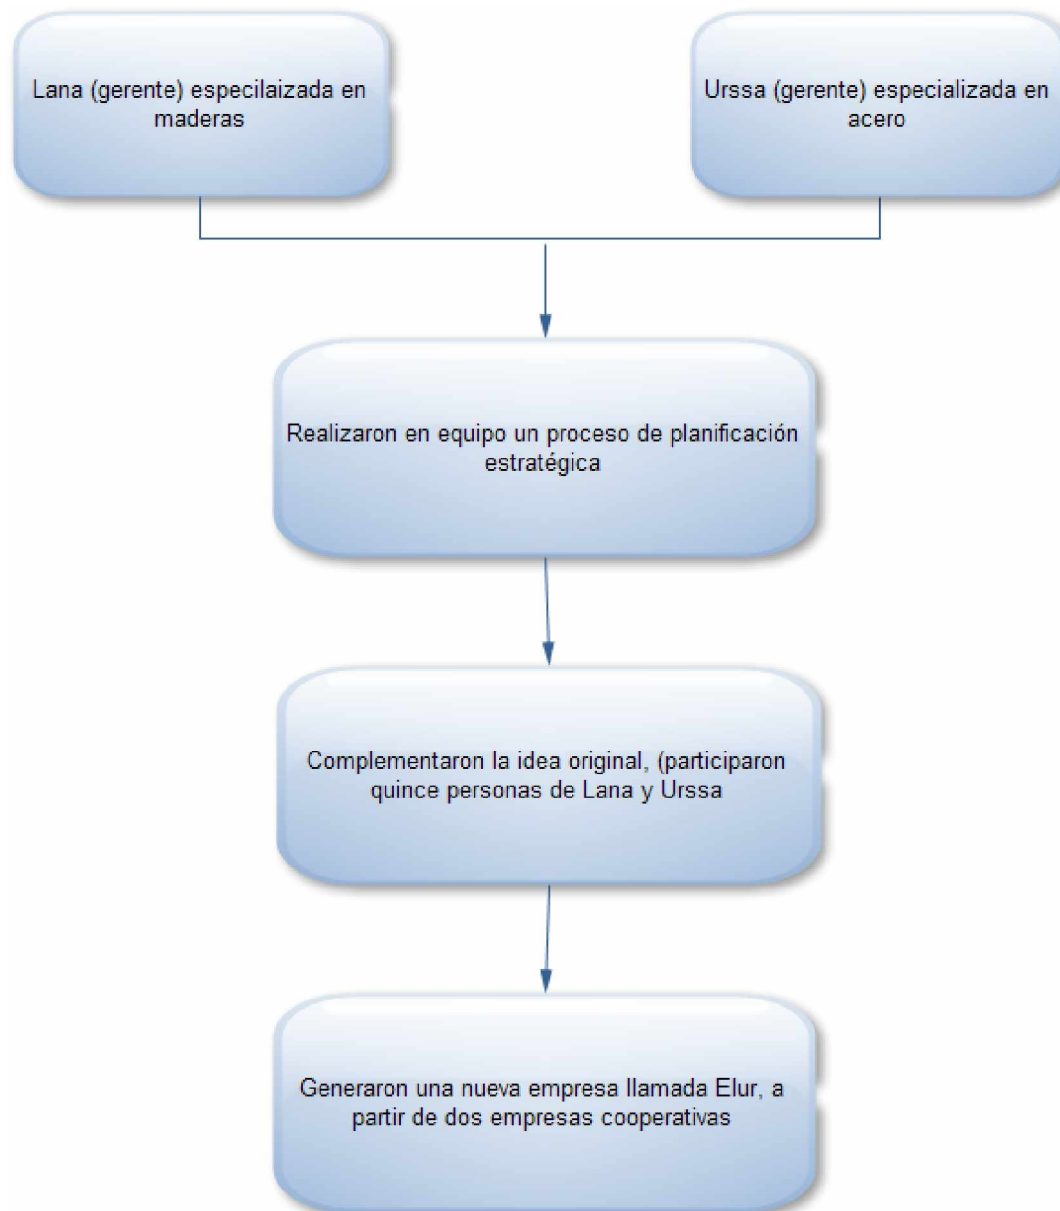 Lana (gerente) especilaizada en
maderas
Urssa (gerente) especializada en
acero
Realizaron en equipo un proceso de planificación
estratégica
Complementaron la idea original, (participaron
quince personas de Lana y Urssa
Generaron una nueva empresa llamada Elur, a
partir de dos empresas cooperativas